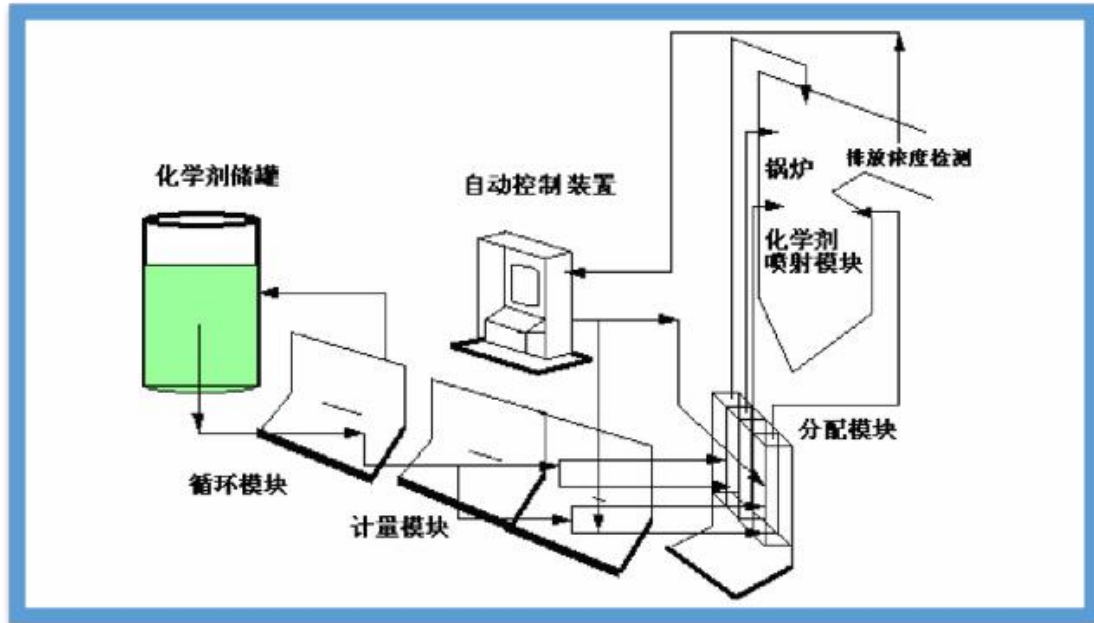 化学剂储罐
自动控制装置
锅炉
排放浓度检测
化学剂
喷射模块
分配模块
循环模块
计量模块